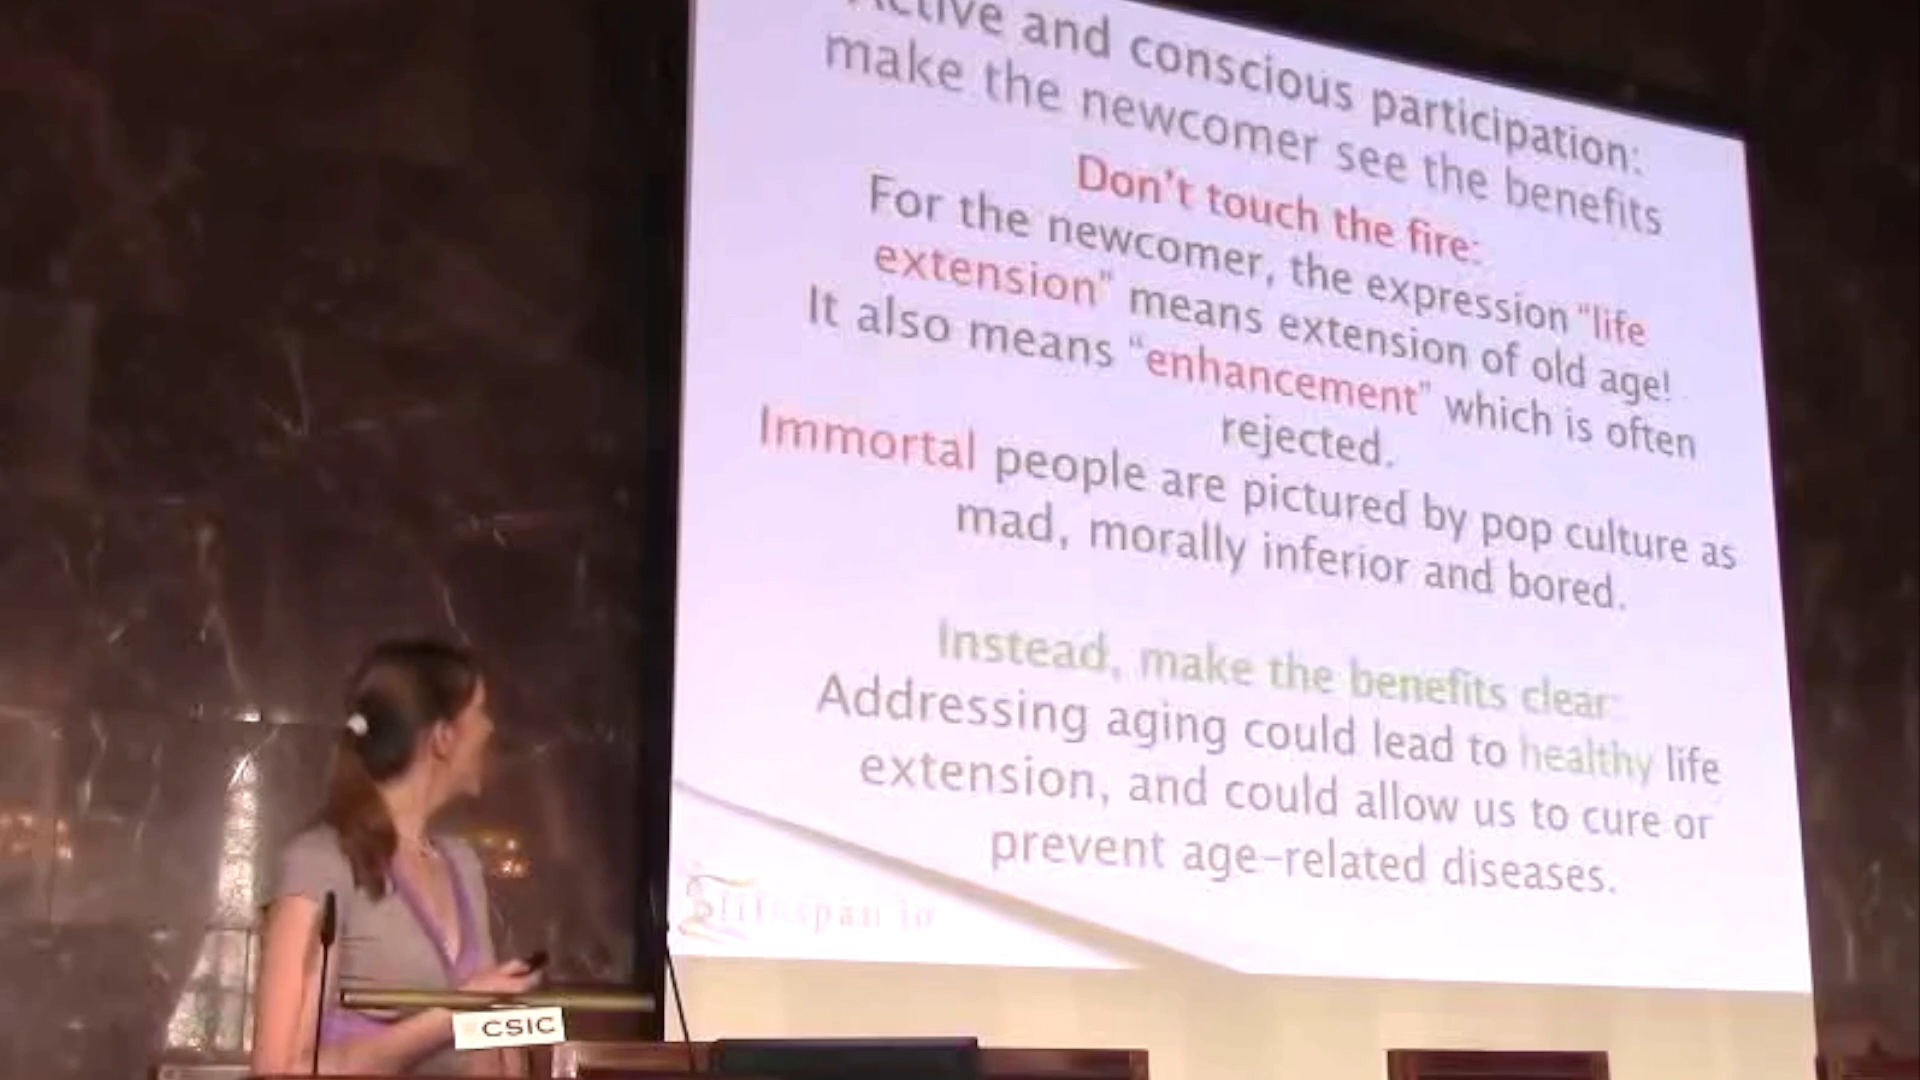 Active and conscious participation:
make the newcomer see the benefits
Don't touch the fire:
For the newcomer, the expression "life
extension" means extension of old age!
It also means "enhancement" which is often
rejected.
Immortal people are pictured by pop culture as
mad, morally inferior and bored.
Instead, make the benefits clear:
Addressing aging could lead to healthy life
extension, and could allow us to cure or
prevent age-related diseases.
lifespan.io
CSIC